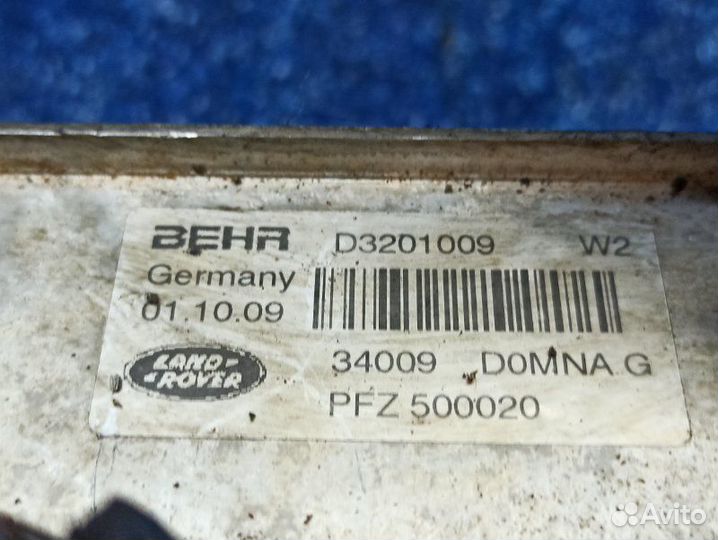 BEHR D3201009 W2
Germany
01.10.09
34009 D0MNA G
LAND-
-ROVER
PFZ 500020
Avito